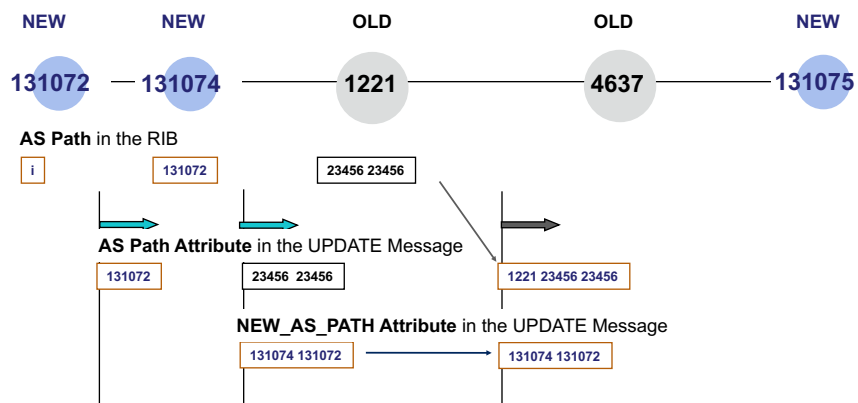 NEW NEW OLD OLD NEW
131072 131074 1221 4637 131075
AS Path in the RIB
i 131072 23456 23456
AS Path Attribute in the UPDATE Message
131072 23456 23456 1221 23456 23456
NEW_AS_PATH Attribute in the UPDATE Message
131074 131072 131074 131072